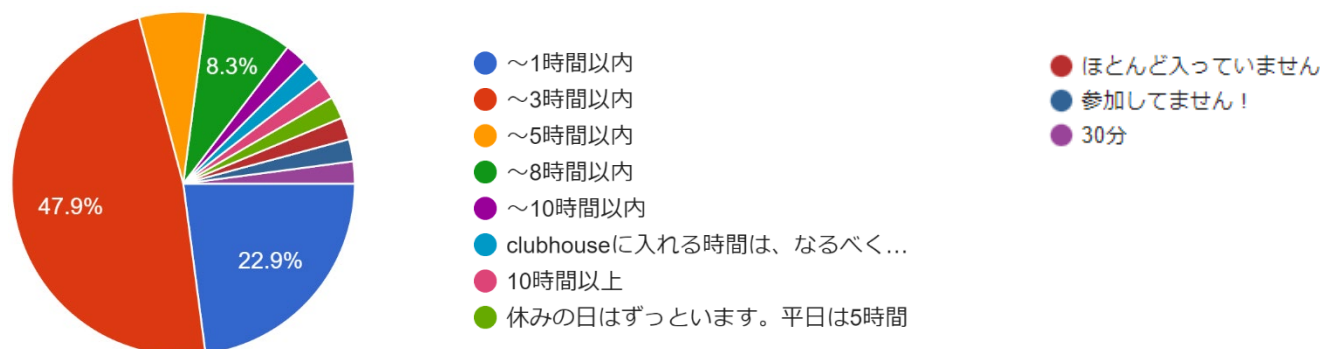 8.3%
47.9%
22.9%
～1時間以内
～3時間以内
～5時間以内
～8時間以内
～10時間以内
clubhouseに入れる時間は、なるべく…
10時間以上
休みの日はずっといます。平日は5時間
ほとんど入っていません
参加してません！
30分